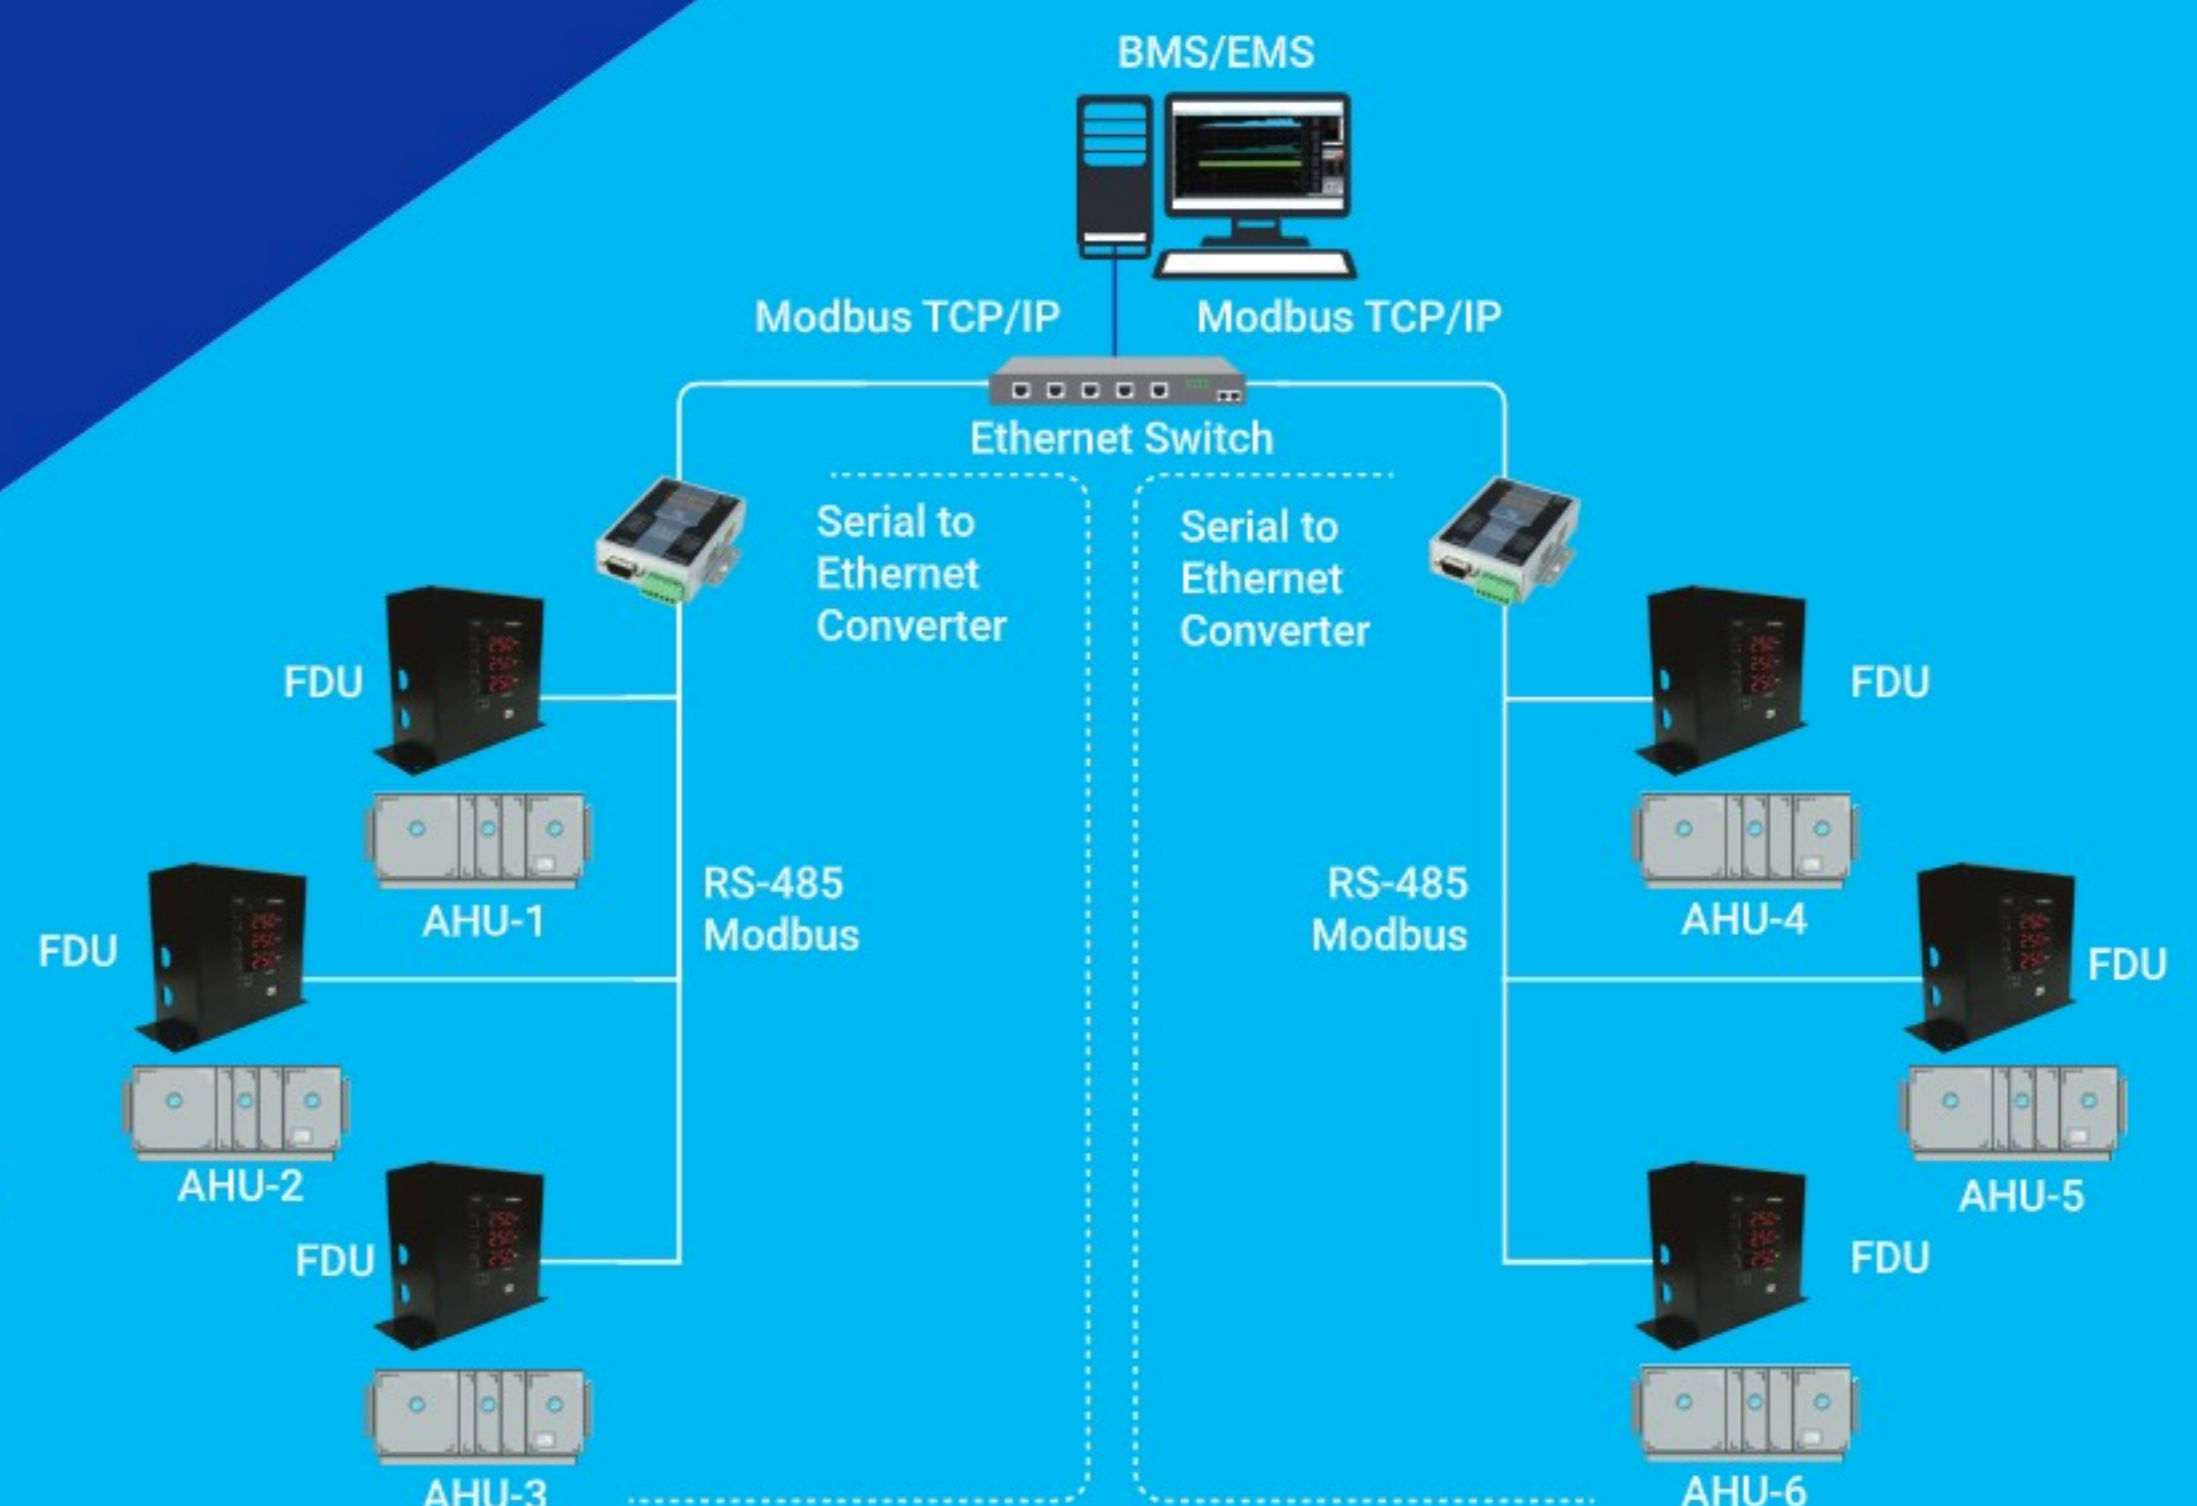 BMS/EMS
Modbus TCP/IP
Modbus TCP/IP
Ethernet Switch
Serial to
Ethernet
Converter
Serial to
Ethernet
Converter
FDU
FDU
AHU-1
RS-485
Modbus
RS-485
Modbus
AHU-4
FDU
FDU
AHU-2
AHU-5
FDU
FDU
AHU-3
AHU-6